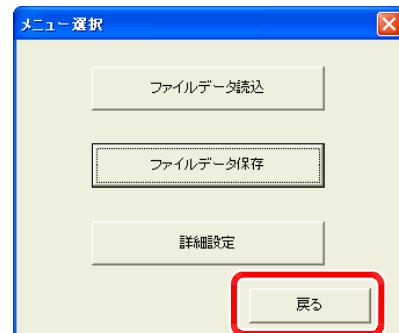 メニュー選択
ファイルデータ読込
ファイルデータ保存
詳細設定
戻る